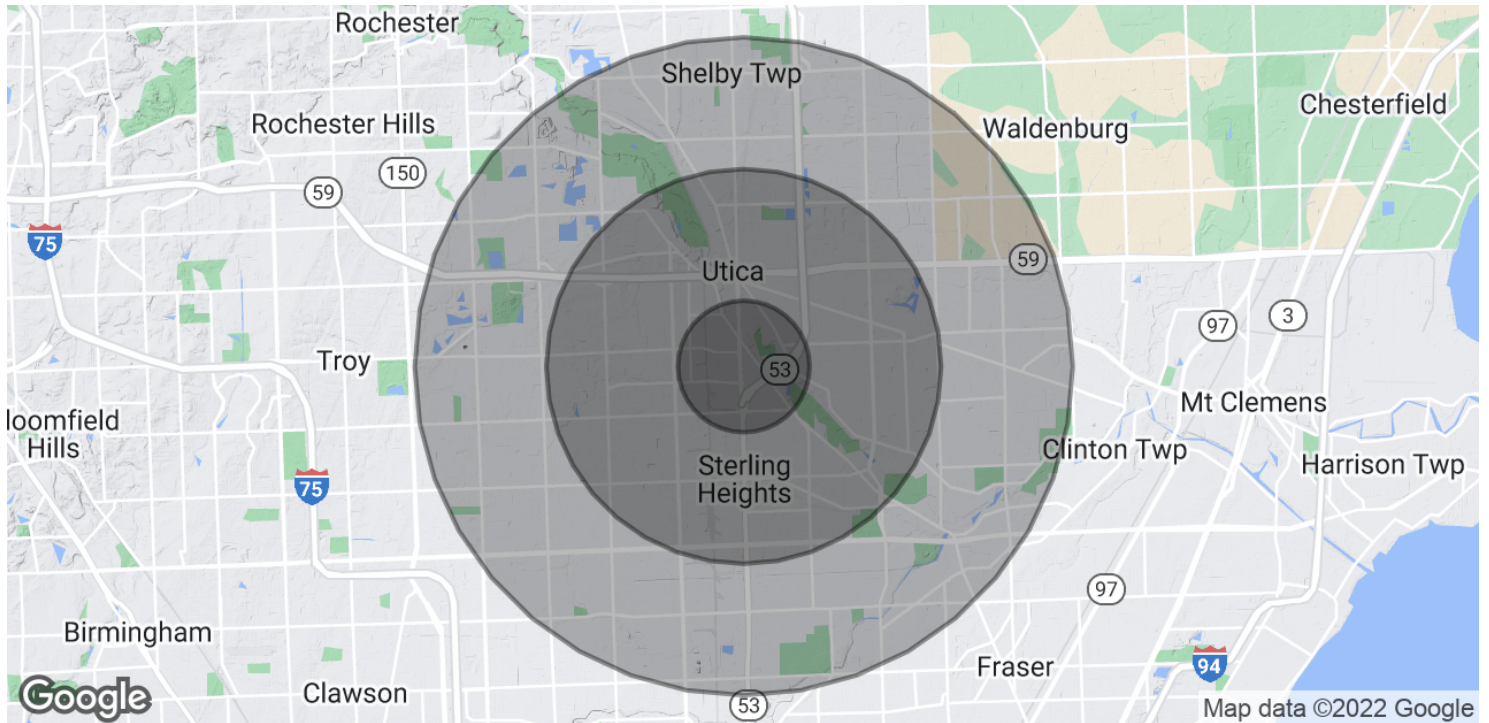 Rochester
Shelby Twp
Chesterfield
Rochester Hills
Waldenburg
150
59
75
59
Utica
97
3
Troy
53
Mt Clemens
loomfield
Hills
Clinton Twp
Sterling
Heights
Harrison Twp
75
97
Birmingham
Fraser
94
Clawson
53
Google
Map data ©2022 Google